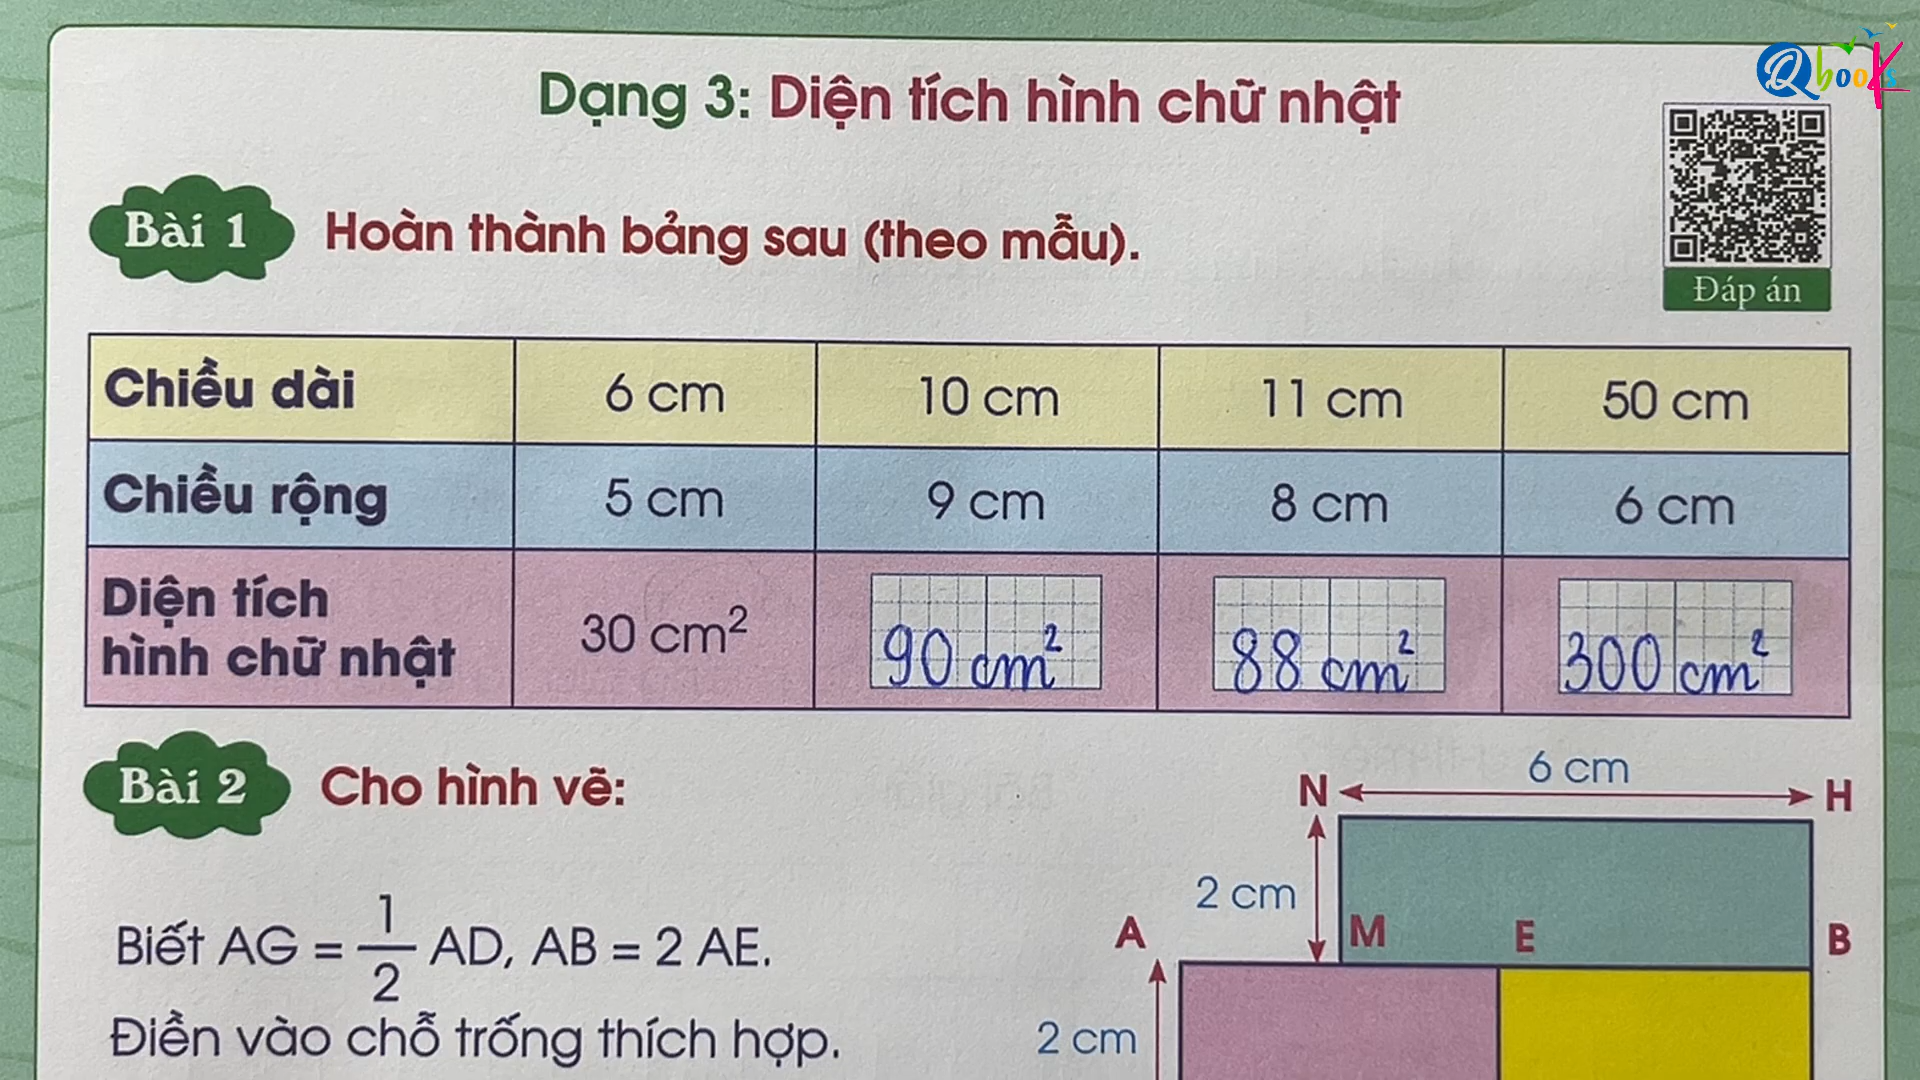 Qbooks
Dạng 3: Diện tích hình chữ nhật
Bài 1 Hoàn thành bảng sau (theo mẫu).
Đáp án
Chiều dài 6 cm 10 cm 11 cm 50 cm
Chiều rộng 5 cm 9 cm 8 cm 6 cm
Diện tích
hình chữ nhật 30 cm² 90 cm² 88 cm² 300 cm²
Bài 2 Cho hình vẽ:
6 cm
N H
2 cm
A M E B
Biết AG = 1/2 AD, AB = 2 AE.
Điền vào chỗ trống thích hợp.
2 cm